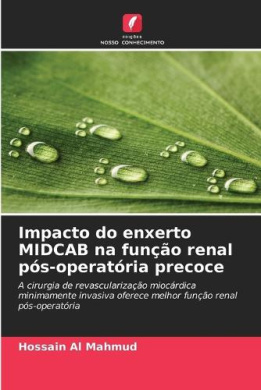 edições
NOSSO CONHECIMENTO
Impacto do enxerto
MIDCAB na função renal
pós-operatória precoce
A cirurgia de revascularização miocárdica
minimamente invasiva oferece melhor função renal
pós-operatória
Hossain Al Mahmud